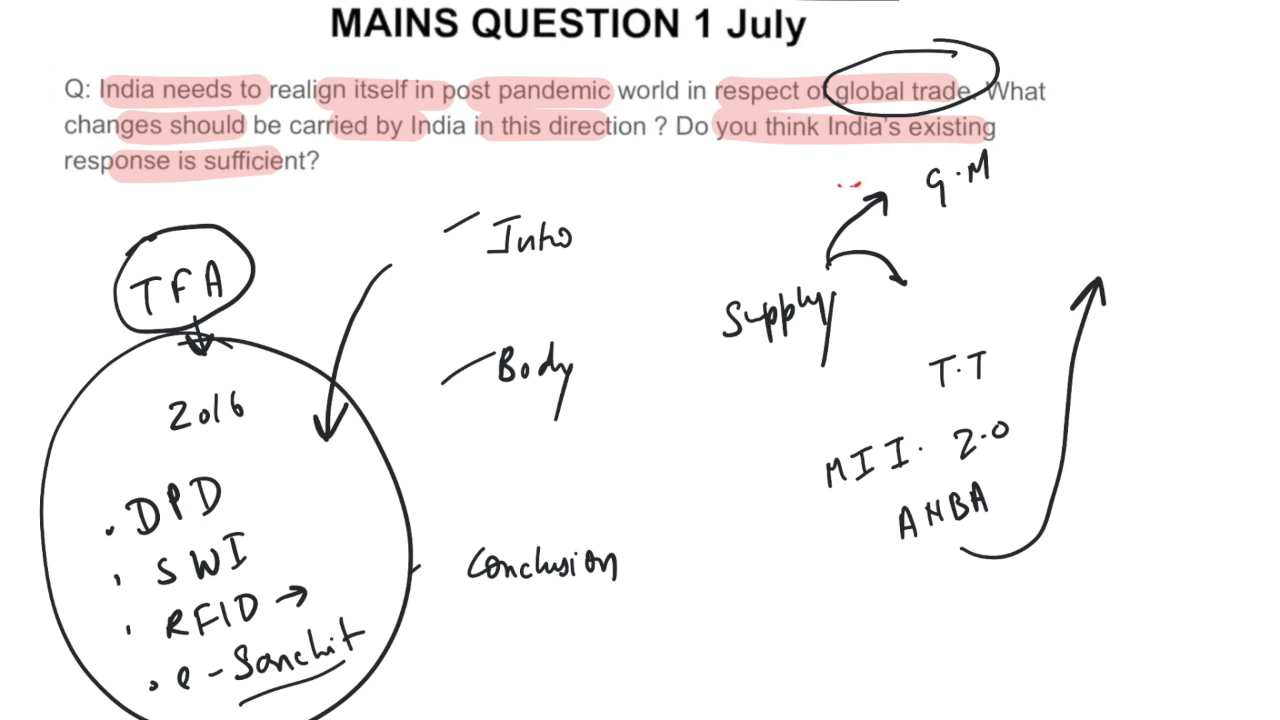 MAINS QUESTION 1 July
Q: India needs to realign itself in post pandemic world in respect of global trade. What
changes should be carried by India in this direction ? Do you think India's existing
response is sufficient?
G.M
Intro
TFA
Supply
Body
T.T
2016
MII. 2.0
DPD
ANBA
SWI
Conclusion
RFID →
e-Sanchit